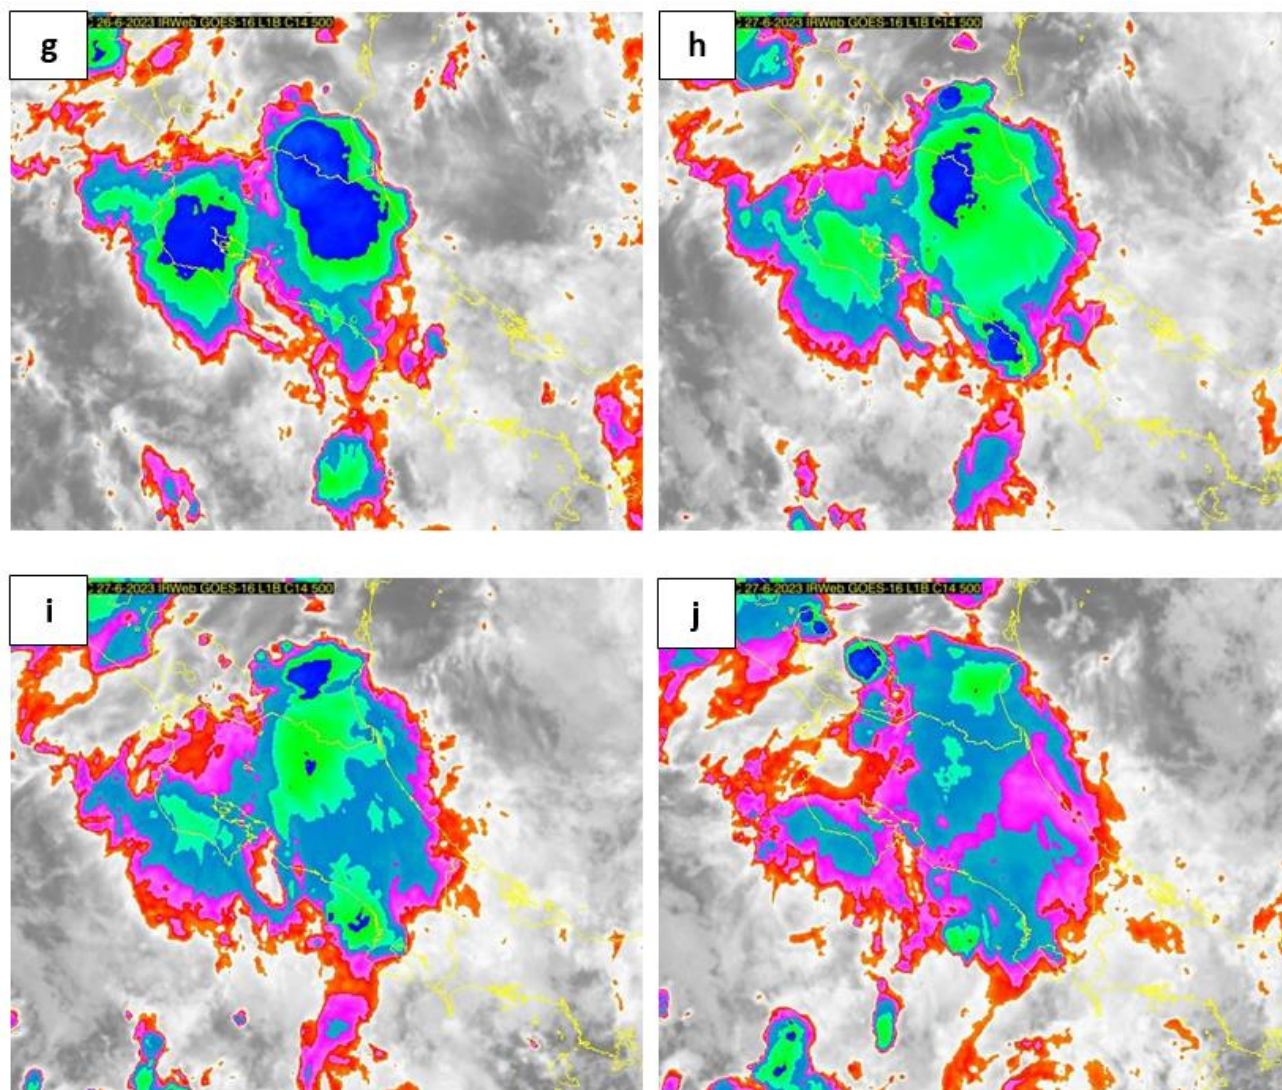 g
26-6-2023 IRWeb GOES-16 L1B C14 500
h
27-6-2023 IRWeb GOES-16 L1B C14 500
i
27-6-2023 IRWeb GOES-16 L1B C14 500
j
27-6-2023 IRWeb GOES-16 L1B C14 500